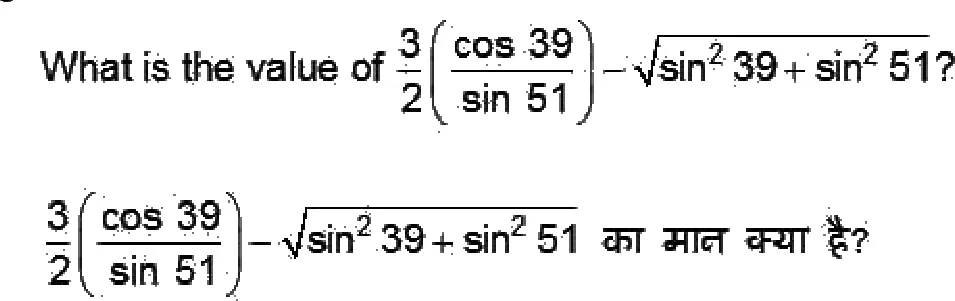 What is the value of 3/2 (cos 39 / sin 51) − √(sin² 39 + sin² 51)?
3/2 (cos 39 / sin 51) − √(sin² 39 + sin² 51) का मान क्या है?